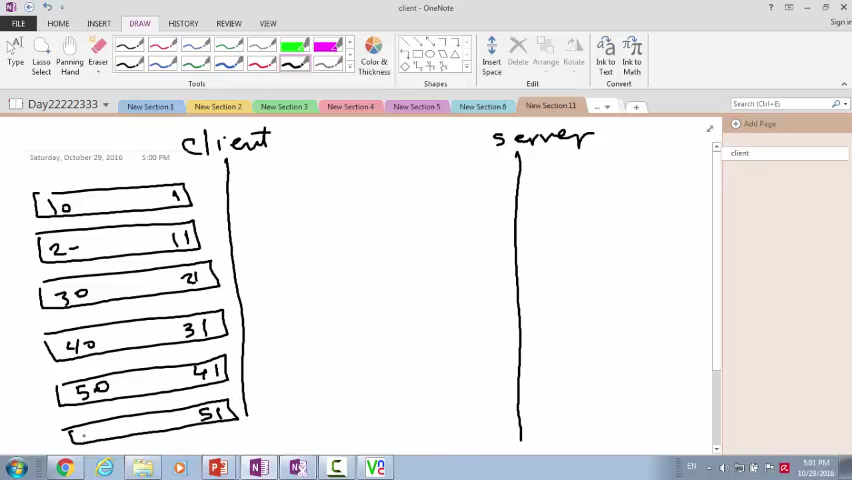 client - OneNote
FILE HOME INSERT DRAW HISTORY REVIEW VIEW
Sign in
Type Lasso Select Panning Hand Eraser Color & Thickness Insert Space Delete Arrange Rotate Ink to Text Ink to Math
Tools Shapes Edit Convert
Day22222333 New Section 1 New Section 2 New Section 3 New Section 4 New Section 5 New Section 6 New Section 11 ... + Search (Ctrl+E)
client server
Add Page
client
Saturday, October 29, 2016 5:00 PM
10 1
2- 11
30 21
40 31
50 41
51
EN 5:01 PM
10/29/2016